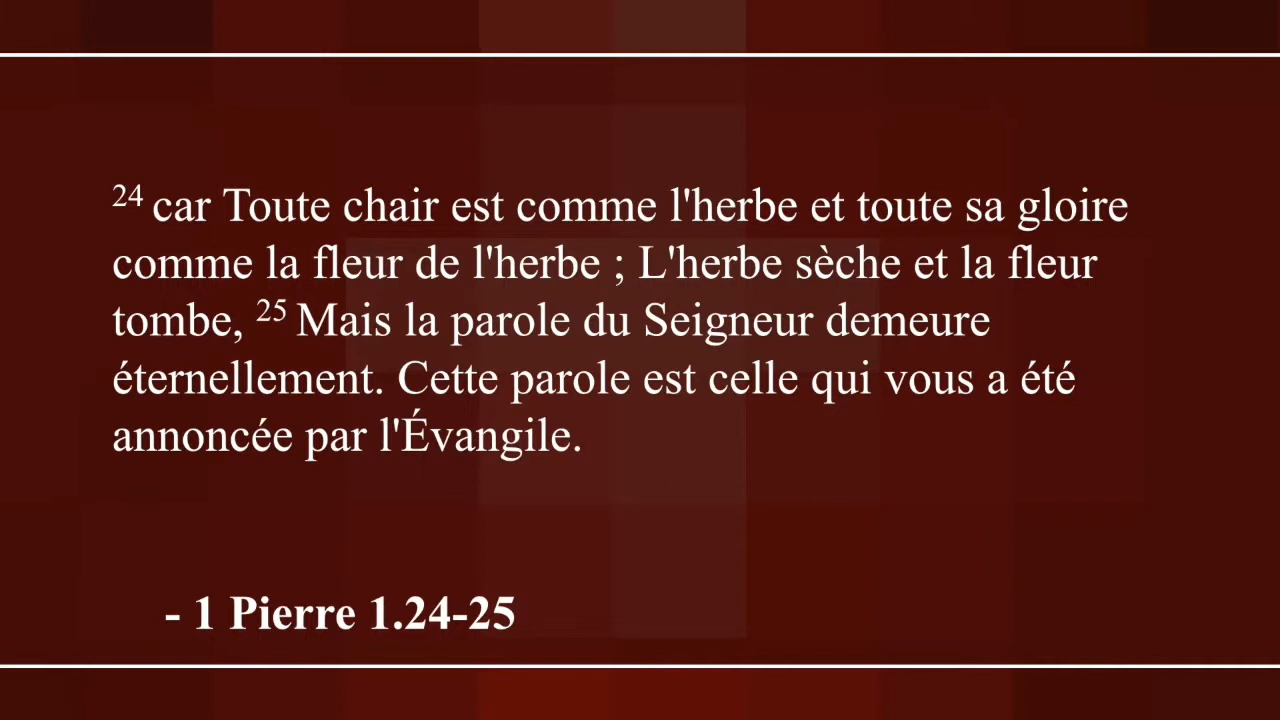 24 car Toute chair est comme l'herbe et toute sa gloire
comme la fleur de l'herbe ; L'herbe sèche et la fleur
tombe, 25 Mais la parole du Seigneur demeure
éternellement. Cette parole est celle qui vous a été
annoncée par l'Évangile.
- 1 Pierre 1.24-25